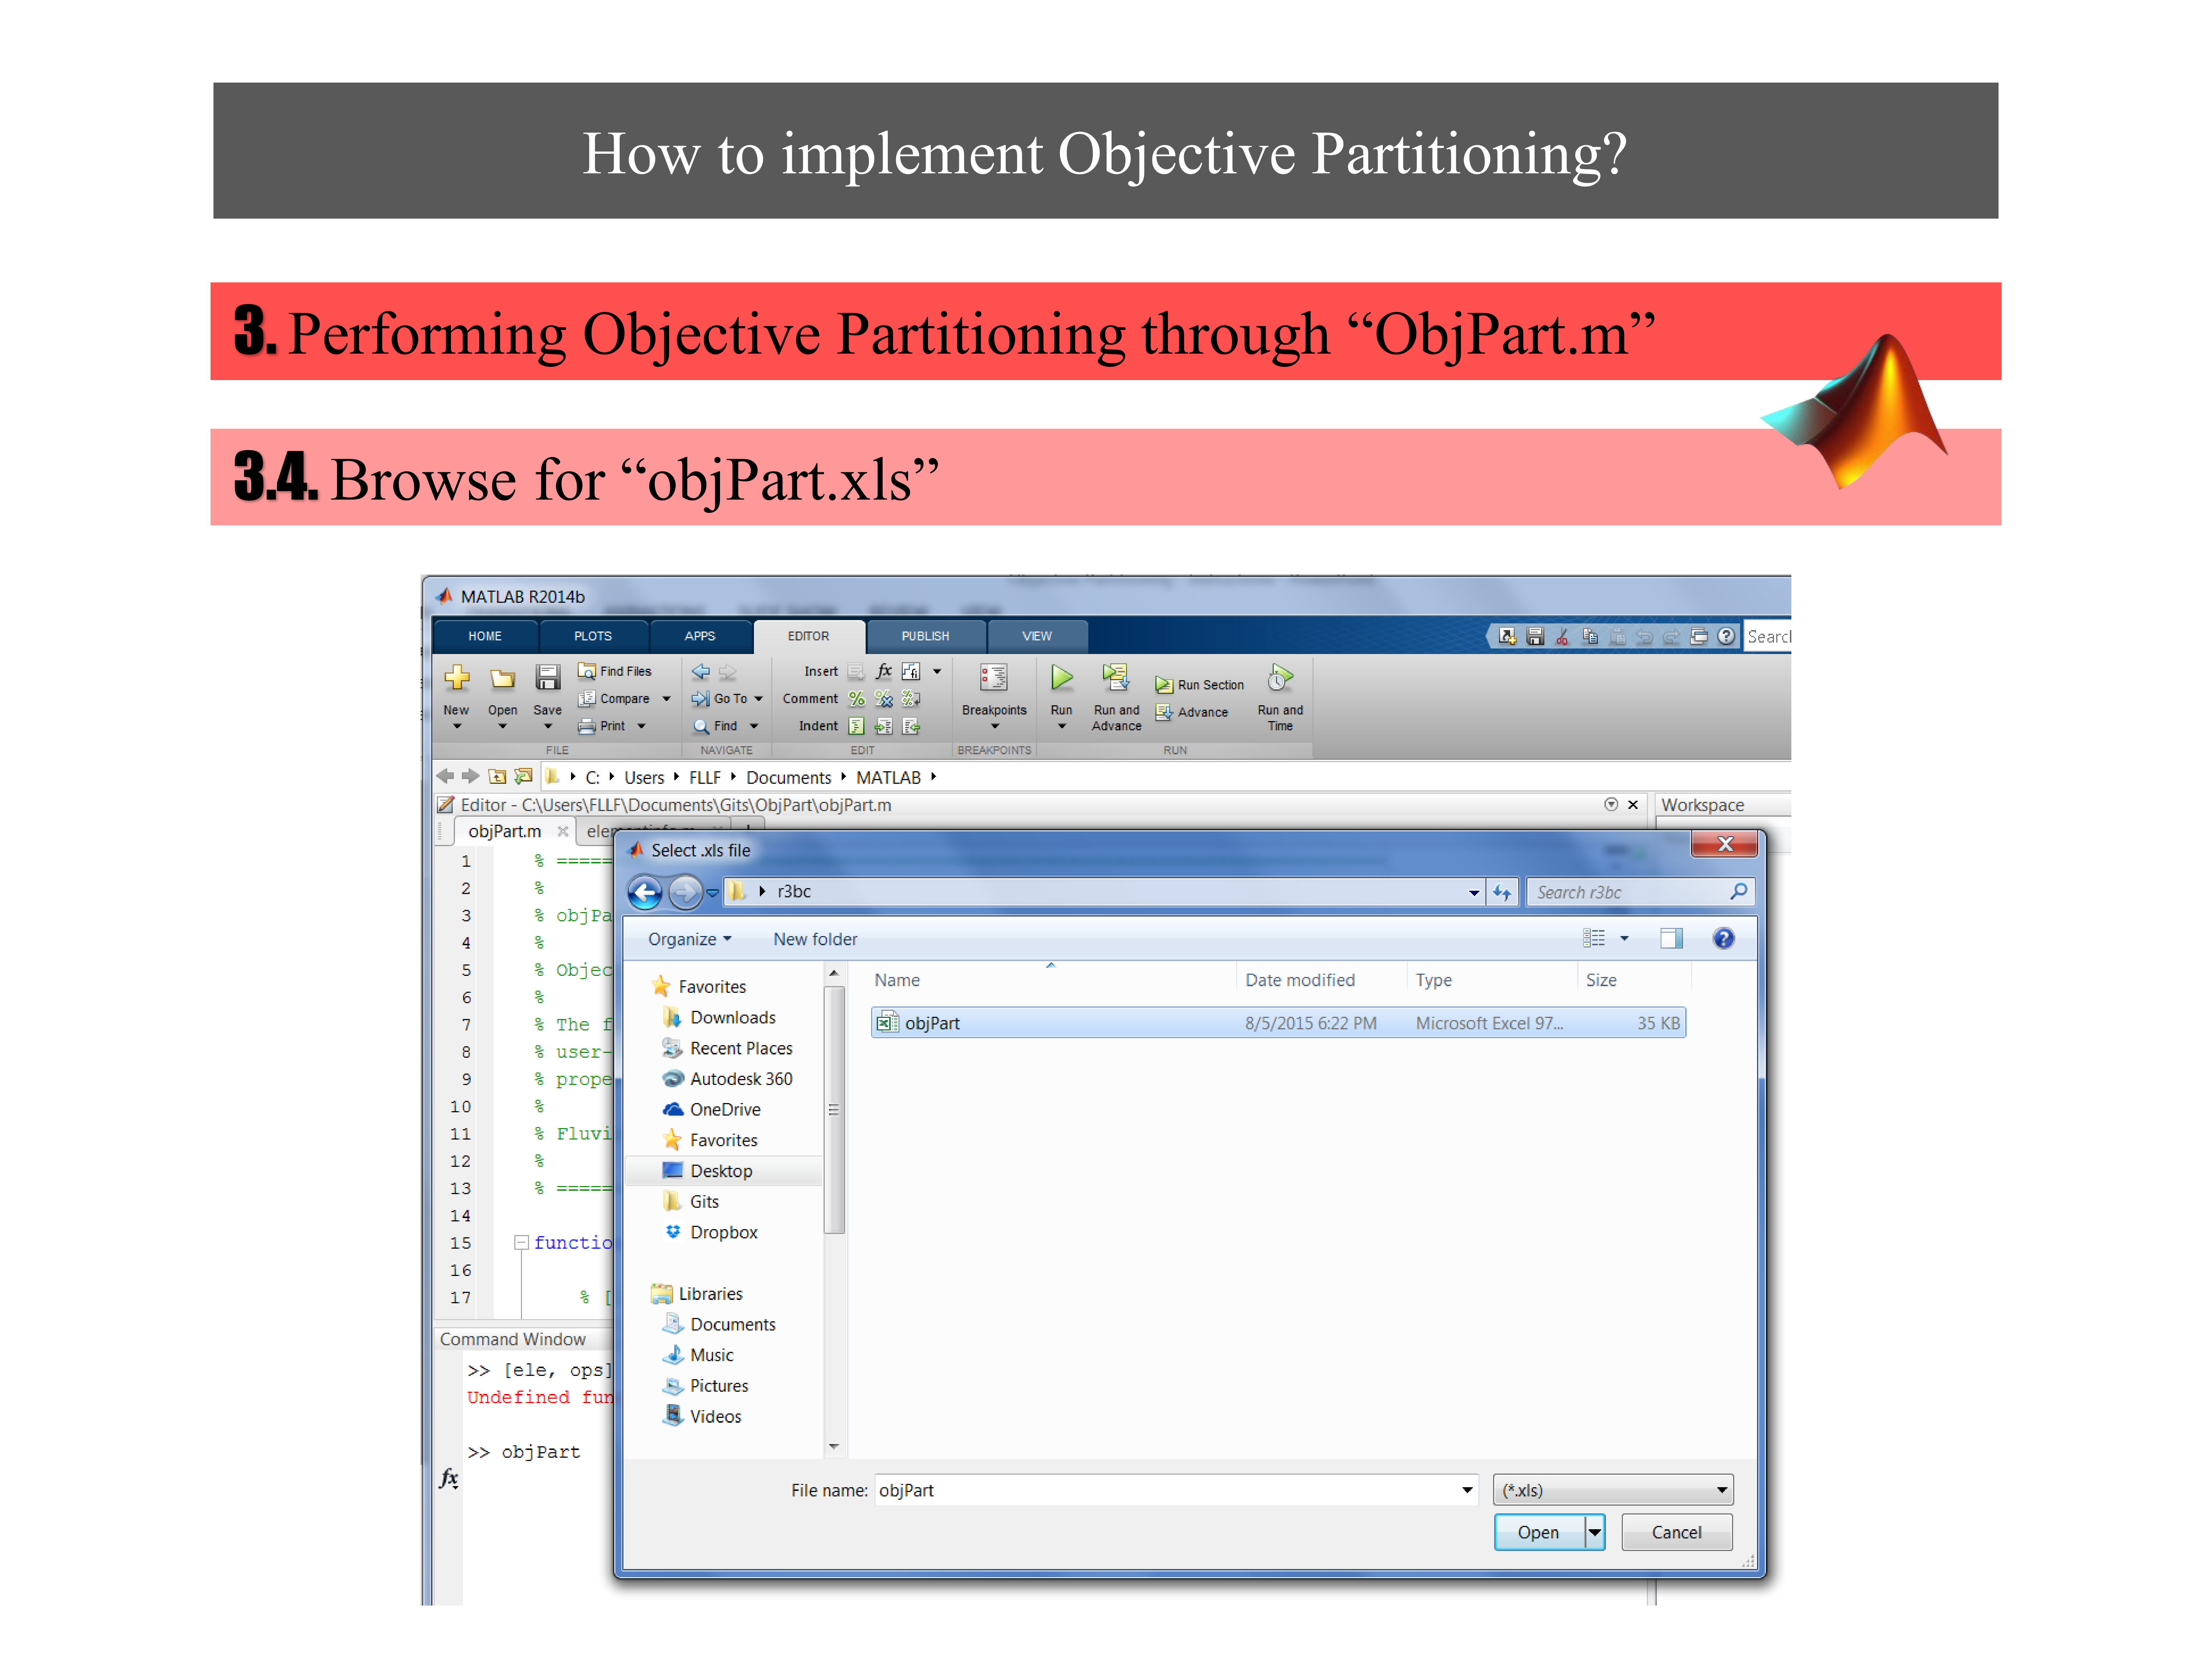 How to implement Objective Partitioning?
3. Performing Objective Partitioning through “ObjPart.m”
3.4. Browse for “objPart.xls”
MATLAB R2014b
HOME PLOTS APPS EDITOR PUBLISH VIEW
Searcl
New Open Save Find Files Compare Print
FILE
Go To Find
NAVIGATE
Insert fx
Comment
Indent
EDIT
Breakpoints
BREAKPOINTS
Run Run and Advance Run Section Advance Run and Time
RUN
C: Users FLLF Documents MATLAB
Editor - C:\Users\FLLF\Documents\Gits\ObjPart\objPart.m
Workspace
objPart.m
1 % =====
2 %
3 % objPa
4 %
5 % Objec
6 %
7 % The f
8 % user-
9 % prope
10 %
11 % Fluvi
12 %
13 % =====
14
15 functio
16
17 % [
Command Window
>> [ele, ops]
Undefined fun
>> objPart
fx
Select .xls file
r3bc
Search r3bc
Organize New folder
Name Date modified Type Size
objPart 8/5/2015 6:22 PM Microsoft Excel 97... 35 KB
Favorites
Downloads
Recent Places
Autodesk 360
OneDrive
Favorites
Desktop
Gits
Dropbox
Libraries
Documents
Music
Pictures
Videos
File name: objPart (*.xls)
Open Cancel